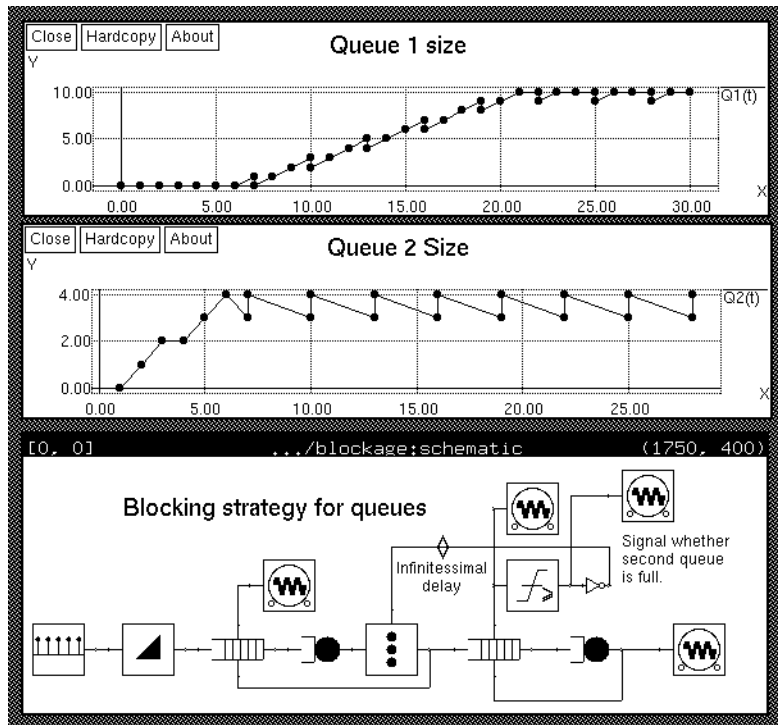 Close Hardcopy About
Queue 1 size
Y
10.00
5.00
0.00
Q1(t)
X
0.00 5.00 10.00 15.00 20.00 25.00 30.00
Close Hardcopy About
Queue 2 Size
Y
4.00
2.00
0.00
Q2(t)
X
0.00 5.00 10.00 15.00 20.00 25.00
[0, 0] .../blockage:schematic (1750, 400)
Blocking strategy for queues
Infinitessimal
delay
Signal whether
second queue
is full.